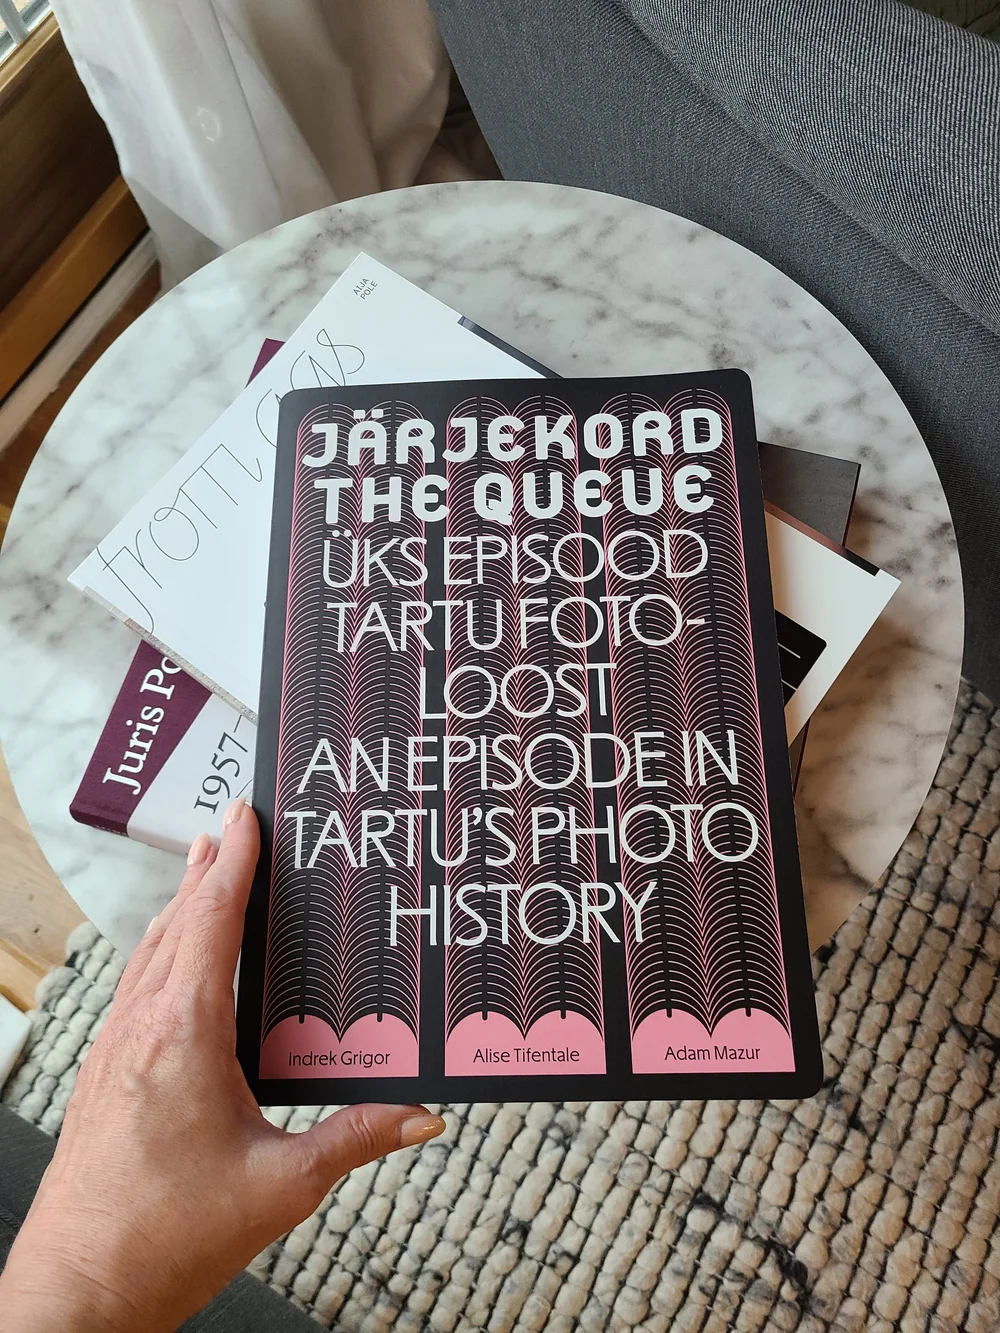 JÄRJEKORD
THE QUEUE
ÜKS EPISOOD
TARTU FOTO-
LOOST
AN EPISODE IN
TARTU'S PHOTO
HISTORY
Indrek Grigor
Alise Tifentale
Adam Mazur
AIJA
POLE
from
Juris
1957–